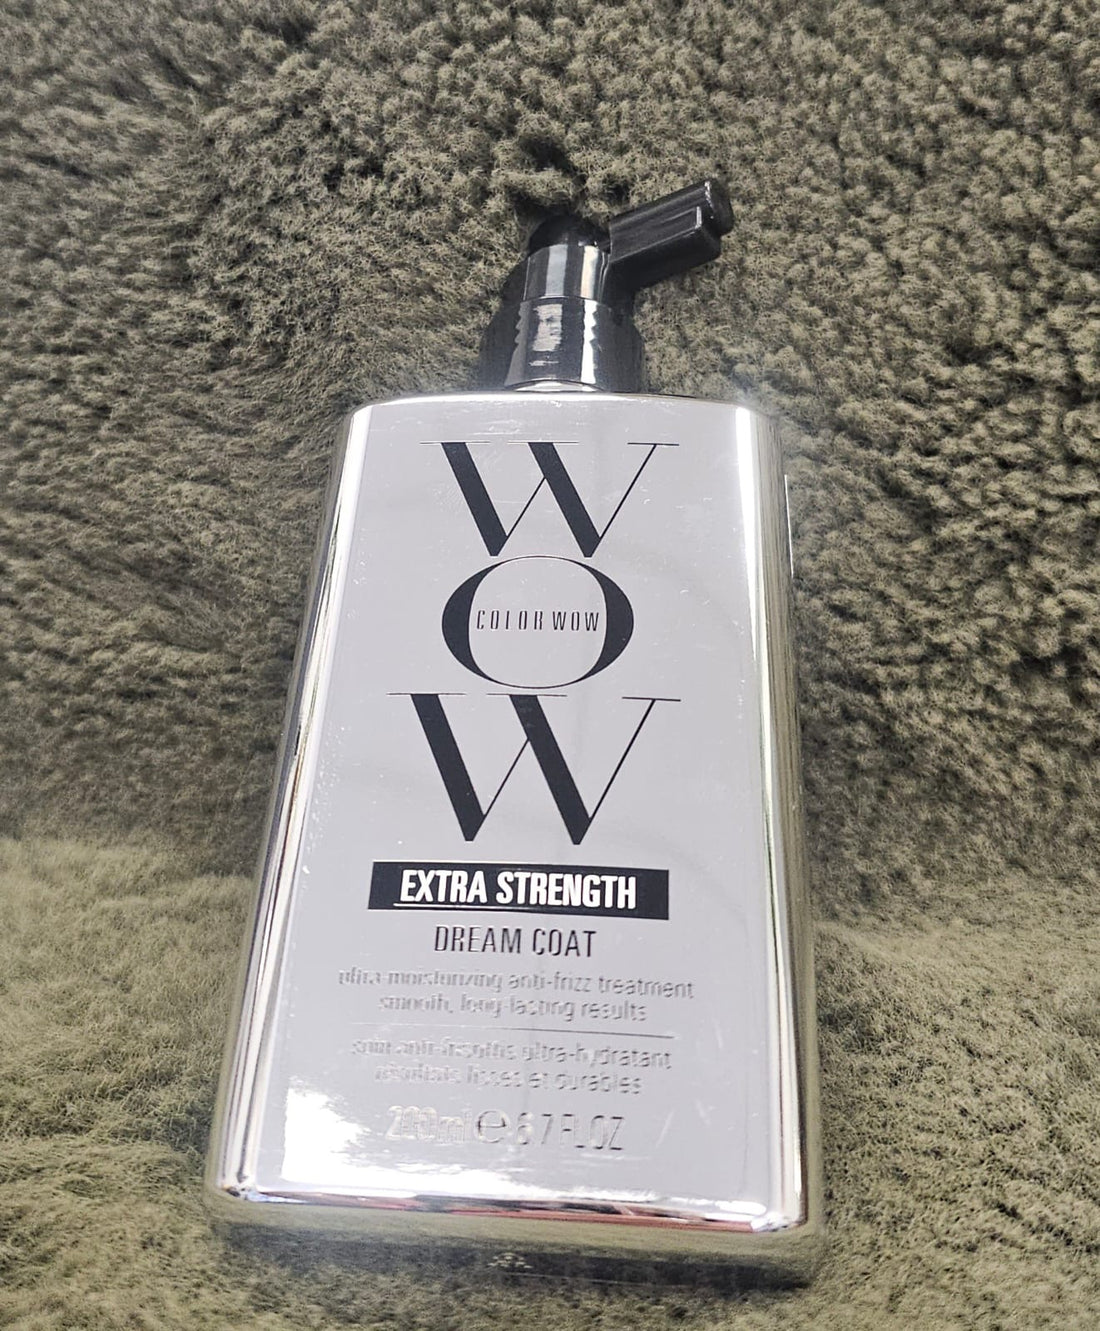 W
O
COLOR WOW
W
EXTRA STRENGTH
DREAM COAT
ultra-moisturizing anti-frizz treatment
smooth, long-lasting results
soin anti-frisottis ultra-hydratant
résultats lisses et durables
200ml ℮ 6.7 FL.OZ